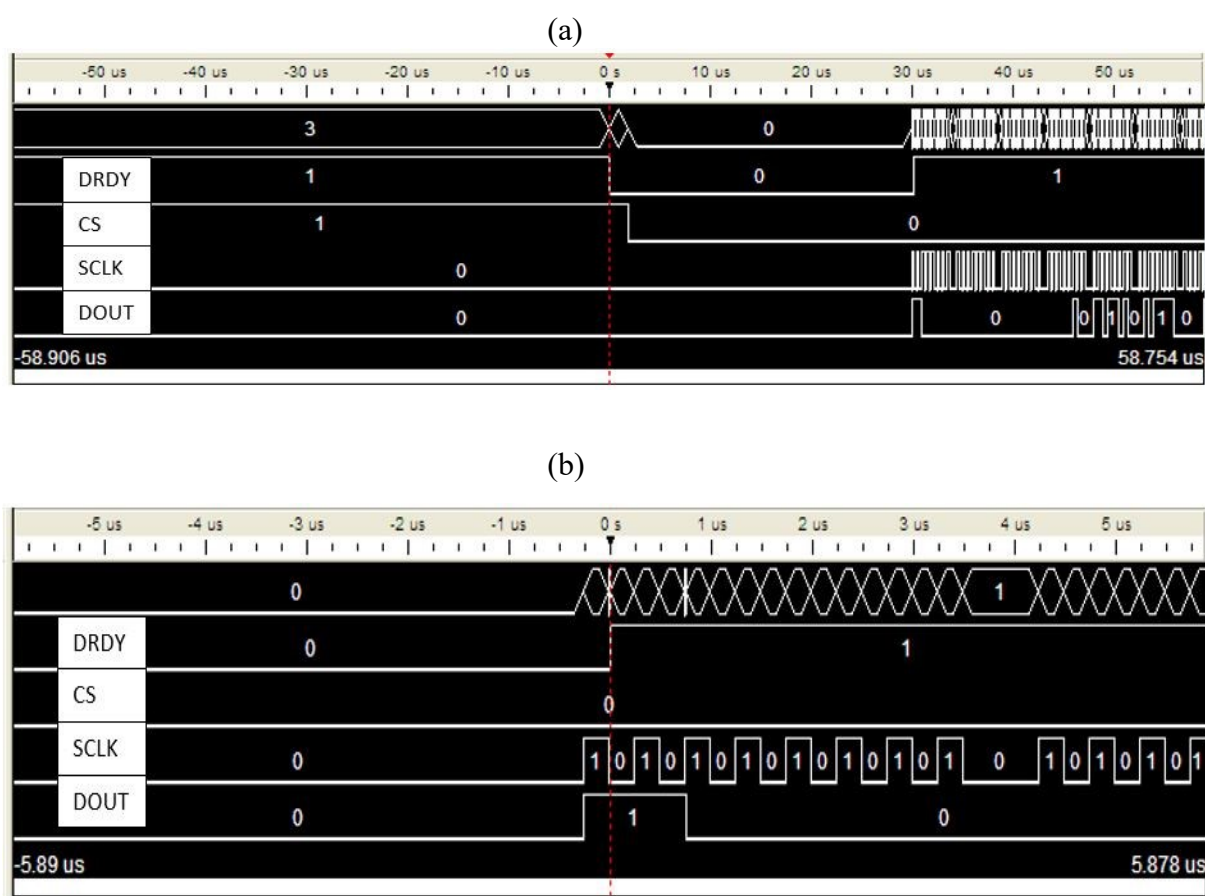 (a)
-50 us -40 us -30 us -20 us -10 us 0 s 10 us 20 us 30 us 40 us 50 us
3 0
DRDY 1 0 1
CS 1 0
SCLK 0
DOUT 0 0 0 1 0 1 0
-58.906 us 58.754 us
(b)
-5 us -4 us -3 us -2 us -1 us 0 s 1 us 2 us 3 us 4 us 5 us
0 1
DRDY 0 1
CS 0
SCLK 0 1 0 1 0 1 0 1 0 1 0 1 0 1 0 1 0 1 0 1 0 1
DOUT 0 1 0
-5.89 us 5.878 us